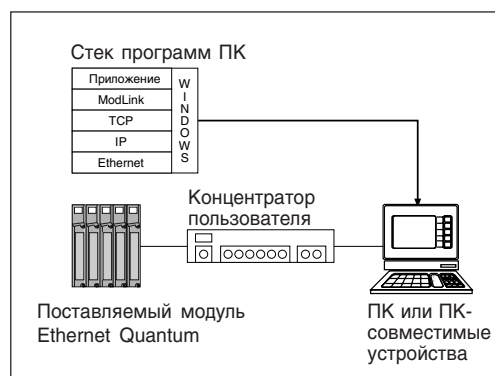 Стек программ ПК
Приложение
ModLink
TCP
IP
Ethernet
WINDOWS
Концентратор
пользователя
Поставляемый модуль
Ethernet Quantum
ПК или ПК-
совместимые
устройства